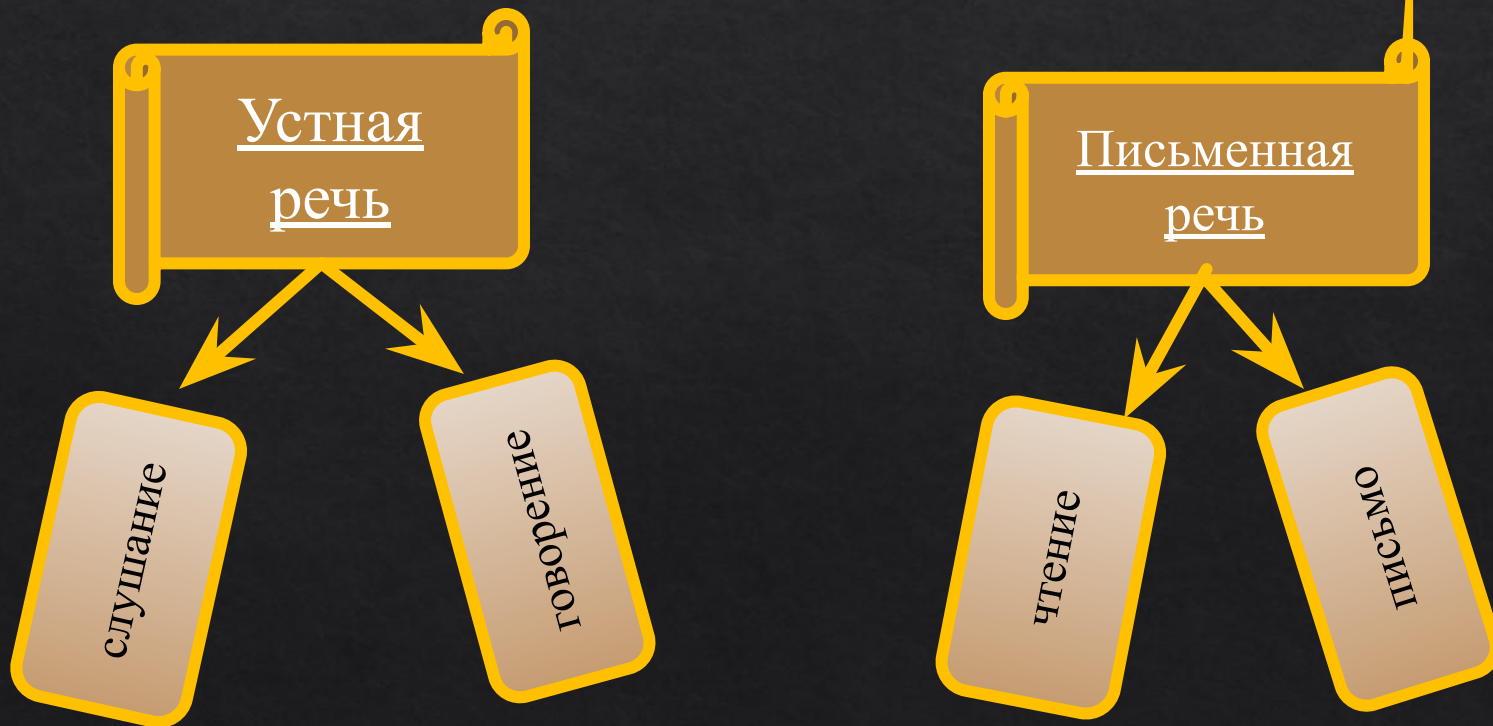 Устная
речь
Письменная
речь
слушание
говорение
чтение
письмо